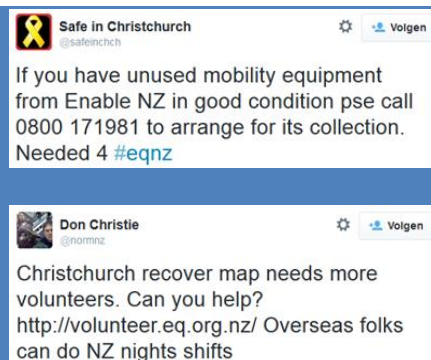 Safe in Christchurch
@safeinchch
Volgen
If you have unused mobility equipment
from Enable NZ in good condition pse call
0800 171981 to arrange for its collection.
Needed 4 #eqnz
Don Christie
@normnz
Volgen
Christchurch recover map needs more
volunteers. Can you help?
http://volunteer.eq.org.nz/ Overseas folks
can do NZ nights shifts